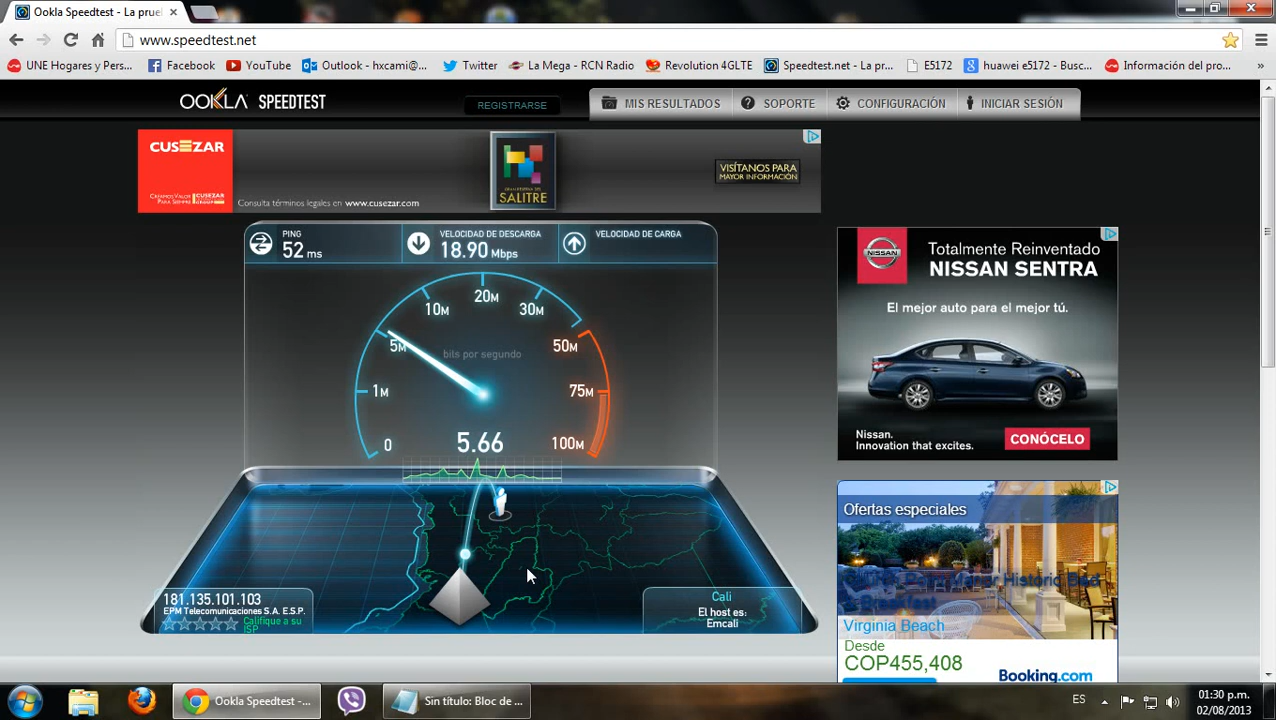 Ookla Speedtest - La prue
www.speedtest.net
UNE Hogares y Pers...
Facebook
YouTube
Outlook - hxcami@...
Twitter
La Mega - RCN Radio
Revolution 4GLTE
Speedtest.net - La pr...
E5172
huawei e5172 - Busc...
Información del pro...
OOKLA SPEEDTEST
REGISTRARSE
MIS RESULTADOS
SOPORTE
CONFIGURACIÓN
INICIAR SESIÓN
CUSEZAR
CREAMOS VALOR
PARA SIEMPRE
Consulta términos legales en www.cusezar.com
SALITRE
VISÍTANOS PARA
MAYOR INFORMACIÓN
PING
52 ms
VELOCIDAD DE DESCARGA
18.90 Mbps
VELOCIDAD DE CARGA
0
1M
5M
10M
20M
30M
50M
75M
100M
bits por segundo
5.66
181.135.101.103
EPM Telecomunicaciones S.A. E.S.P.
Califique a su
ISP
Cali
El host es:
Emcali
NISSAN
Totalmente Reinventado
NISSAN SENTRA
El mejor auto para el mejor tú.
Nissan.
Innovation that excites.
CONÓCELO
Ofertas especiales
Virginia Beach
Desde
COP455,408
Booking.com
Ookla Speedtest -...
Sin título: Bloc de ...
ES
01:30 p.m.
02/08/2013